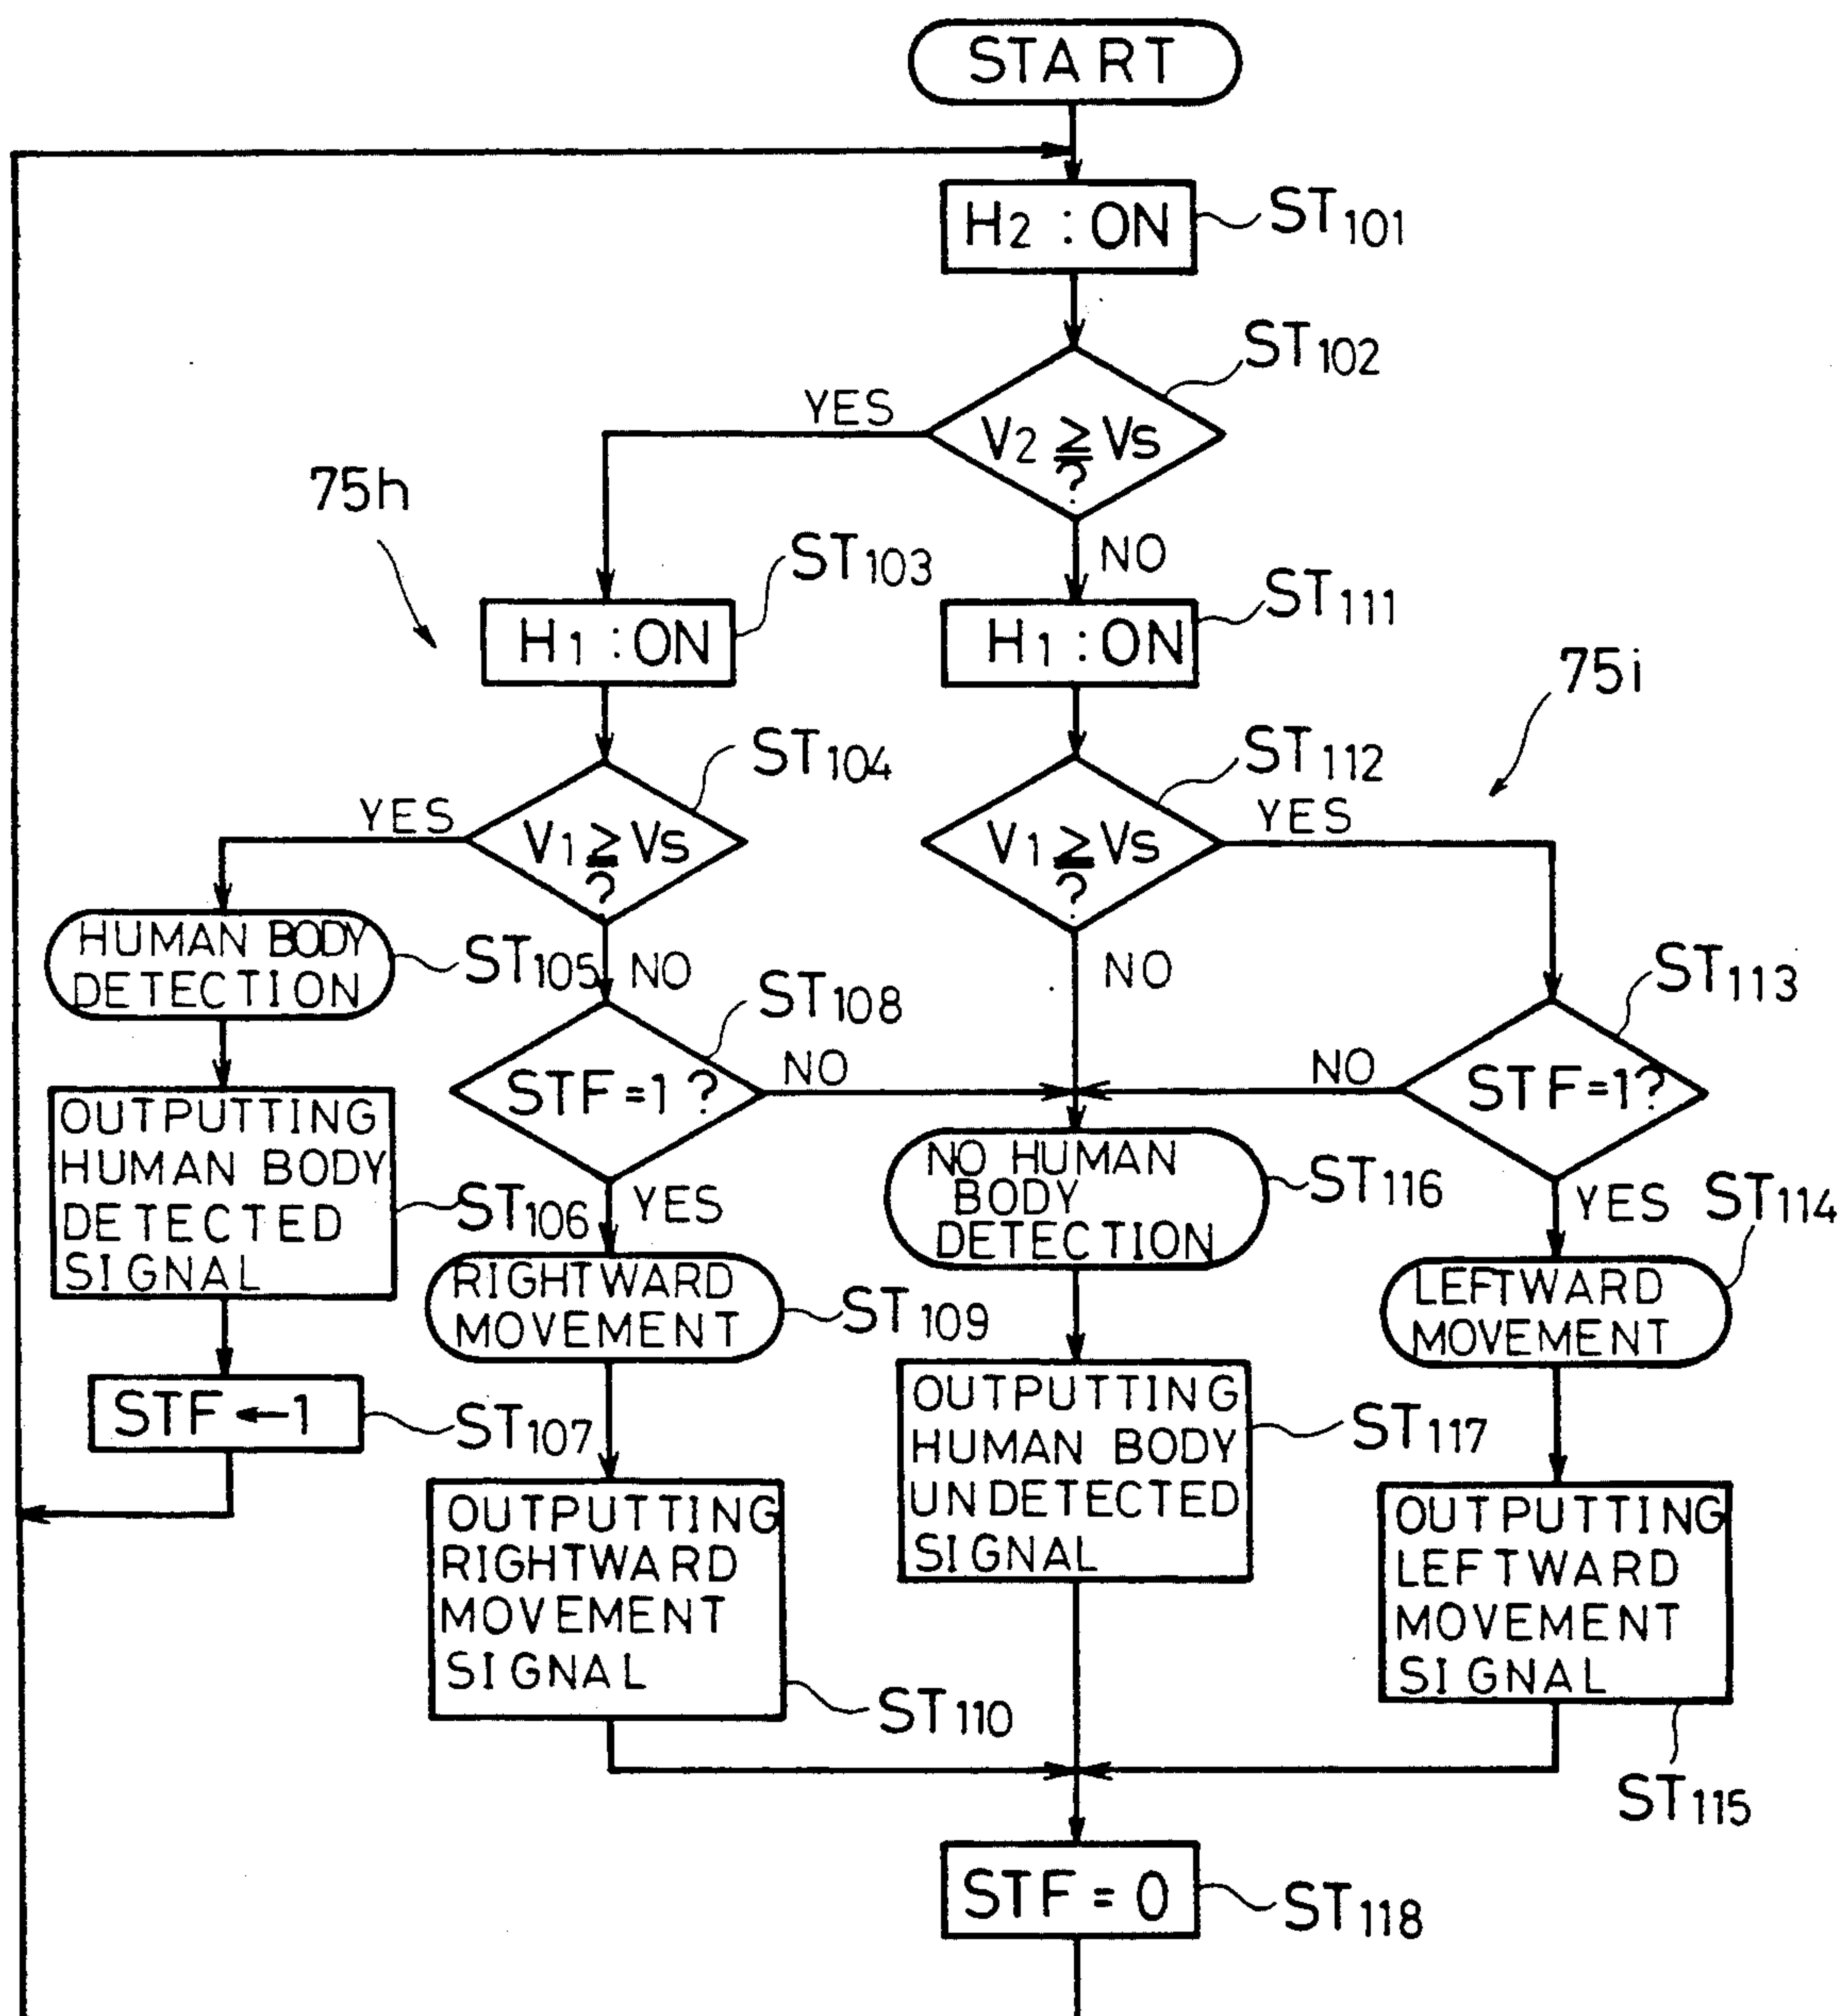 START
H2 : ON
ST101
ST102
YES
V2 ≧ Vs
?
75h
NO
ST103
ST111
H1 : ON
H1 : ON
75i
ST104
ST112
YES
V1 ≥ Vs
?
V1 ≥ Vs
?
YES
HUMAN BODY
DETECTION
ST105
NO
NO
ST113
ST108
STF=1 ?
NO
NO
STF=1?
OUTPUTTING
HUMAN BODY
DETECTED
SIGNAL
ST106
YES
NO HUMAN
BODY
DETECTION
ST116
YES
ST114
RIGHTWARD
MOVEMENT
ST109
LEFTWARD
MOVEMENT
STF ←1
ST107
OUTPUTTING
HUMAN BODY
UNDETECTED
SIGNAL
ST117
OUTPUTTING
RIGHTWARD
MOVEMENT
SIGNAL
ST110
OUTPUTTING
LEFTWARD
MOVEMENT
SIGNAL
ST115
STF = 0
ST118